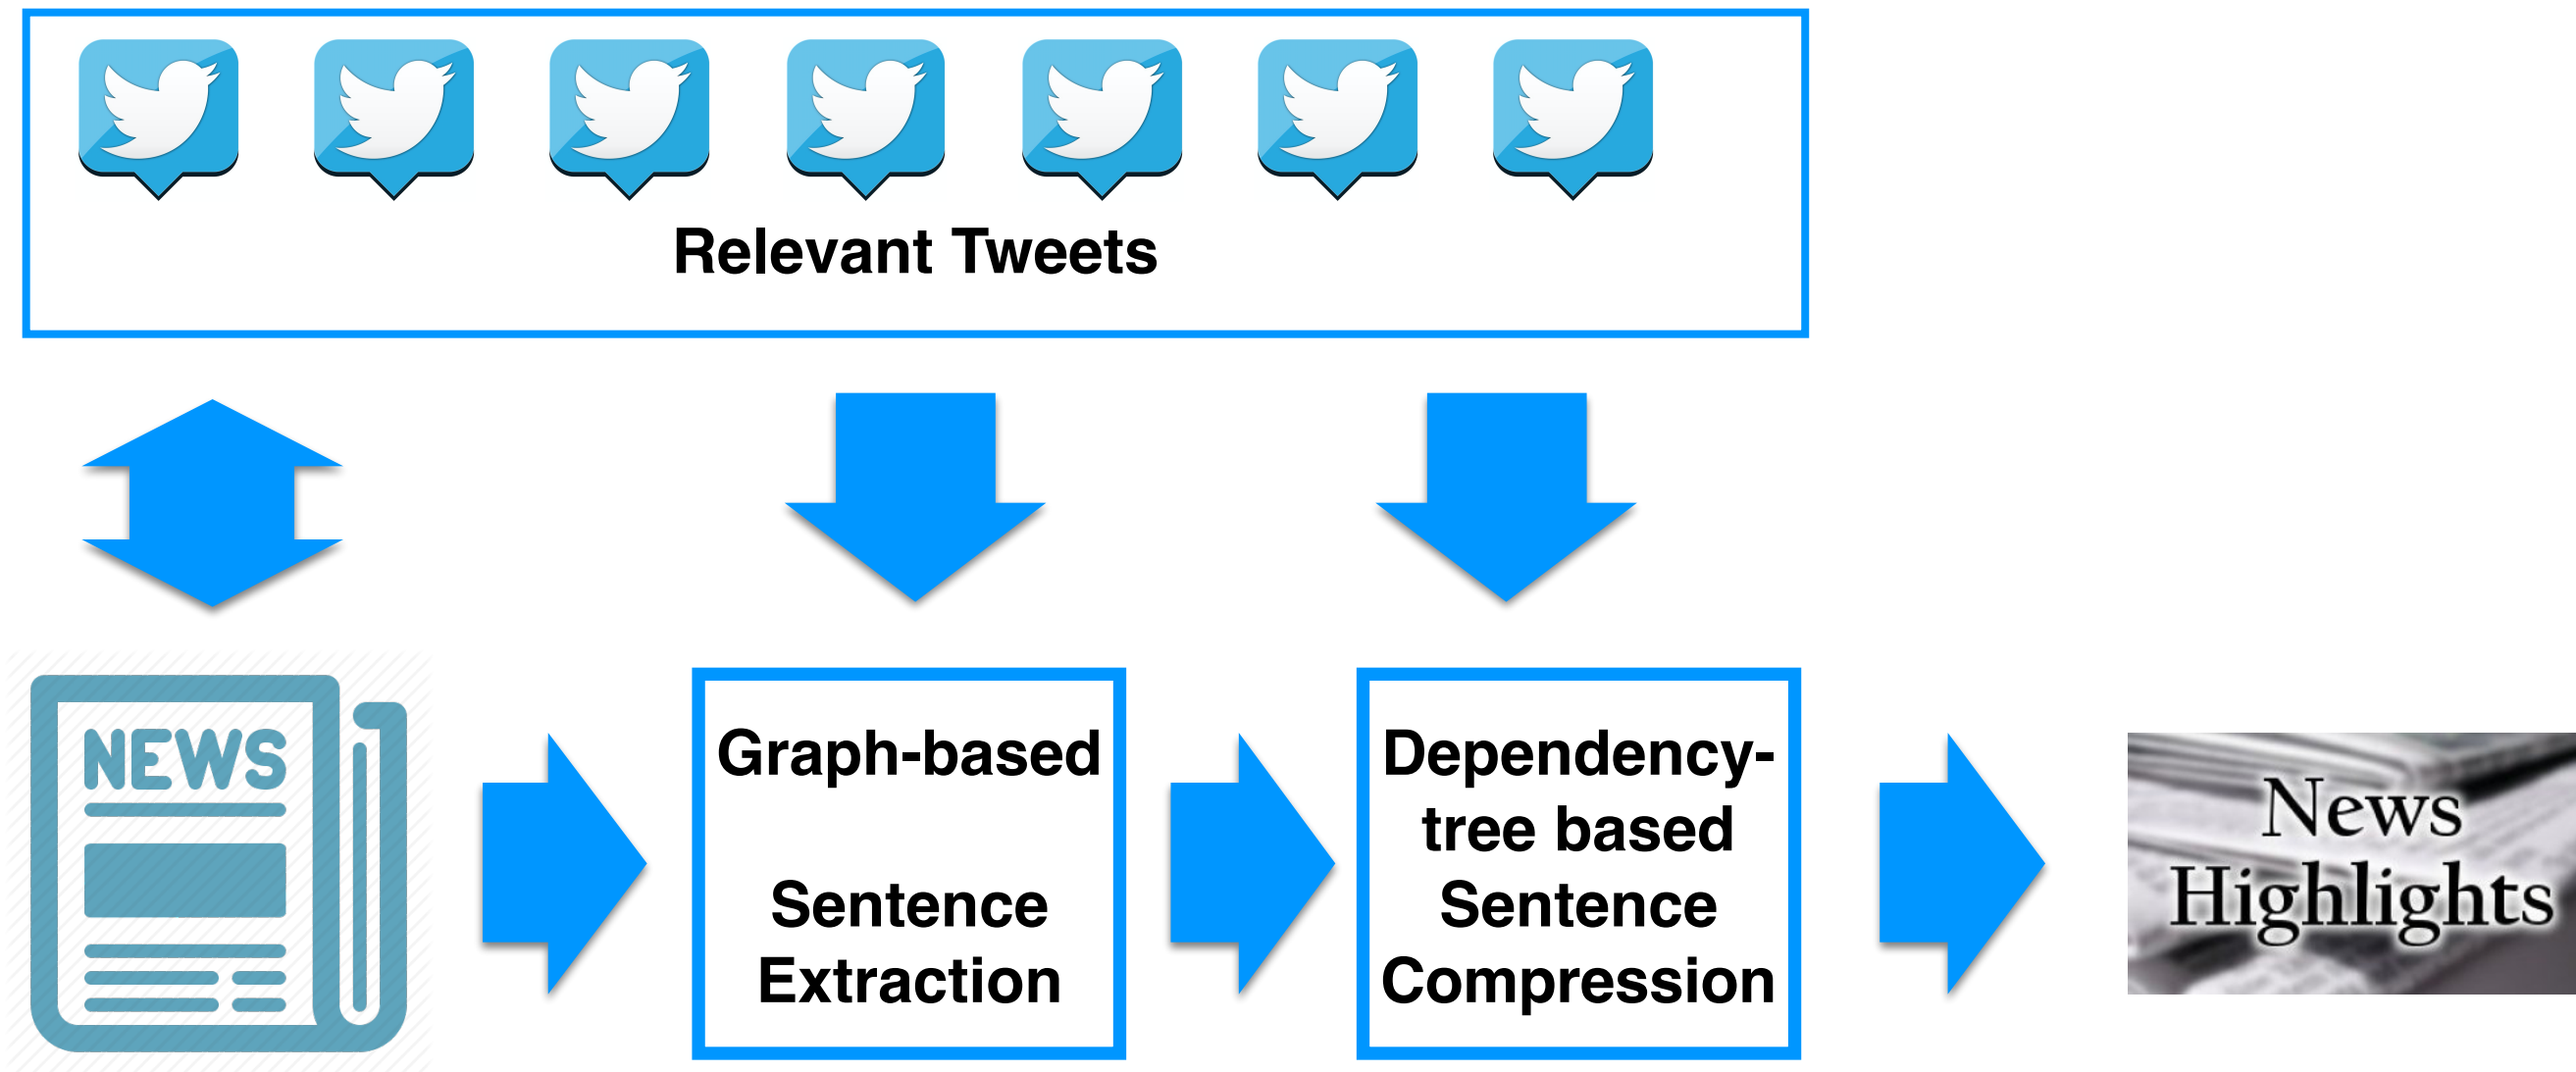 Relevant Tweets
NEWS
Graph-based
Sentence
Extraction
Dependency-
tree based
Sentence
Compression
News
Highlights